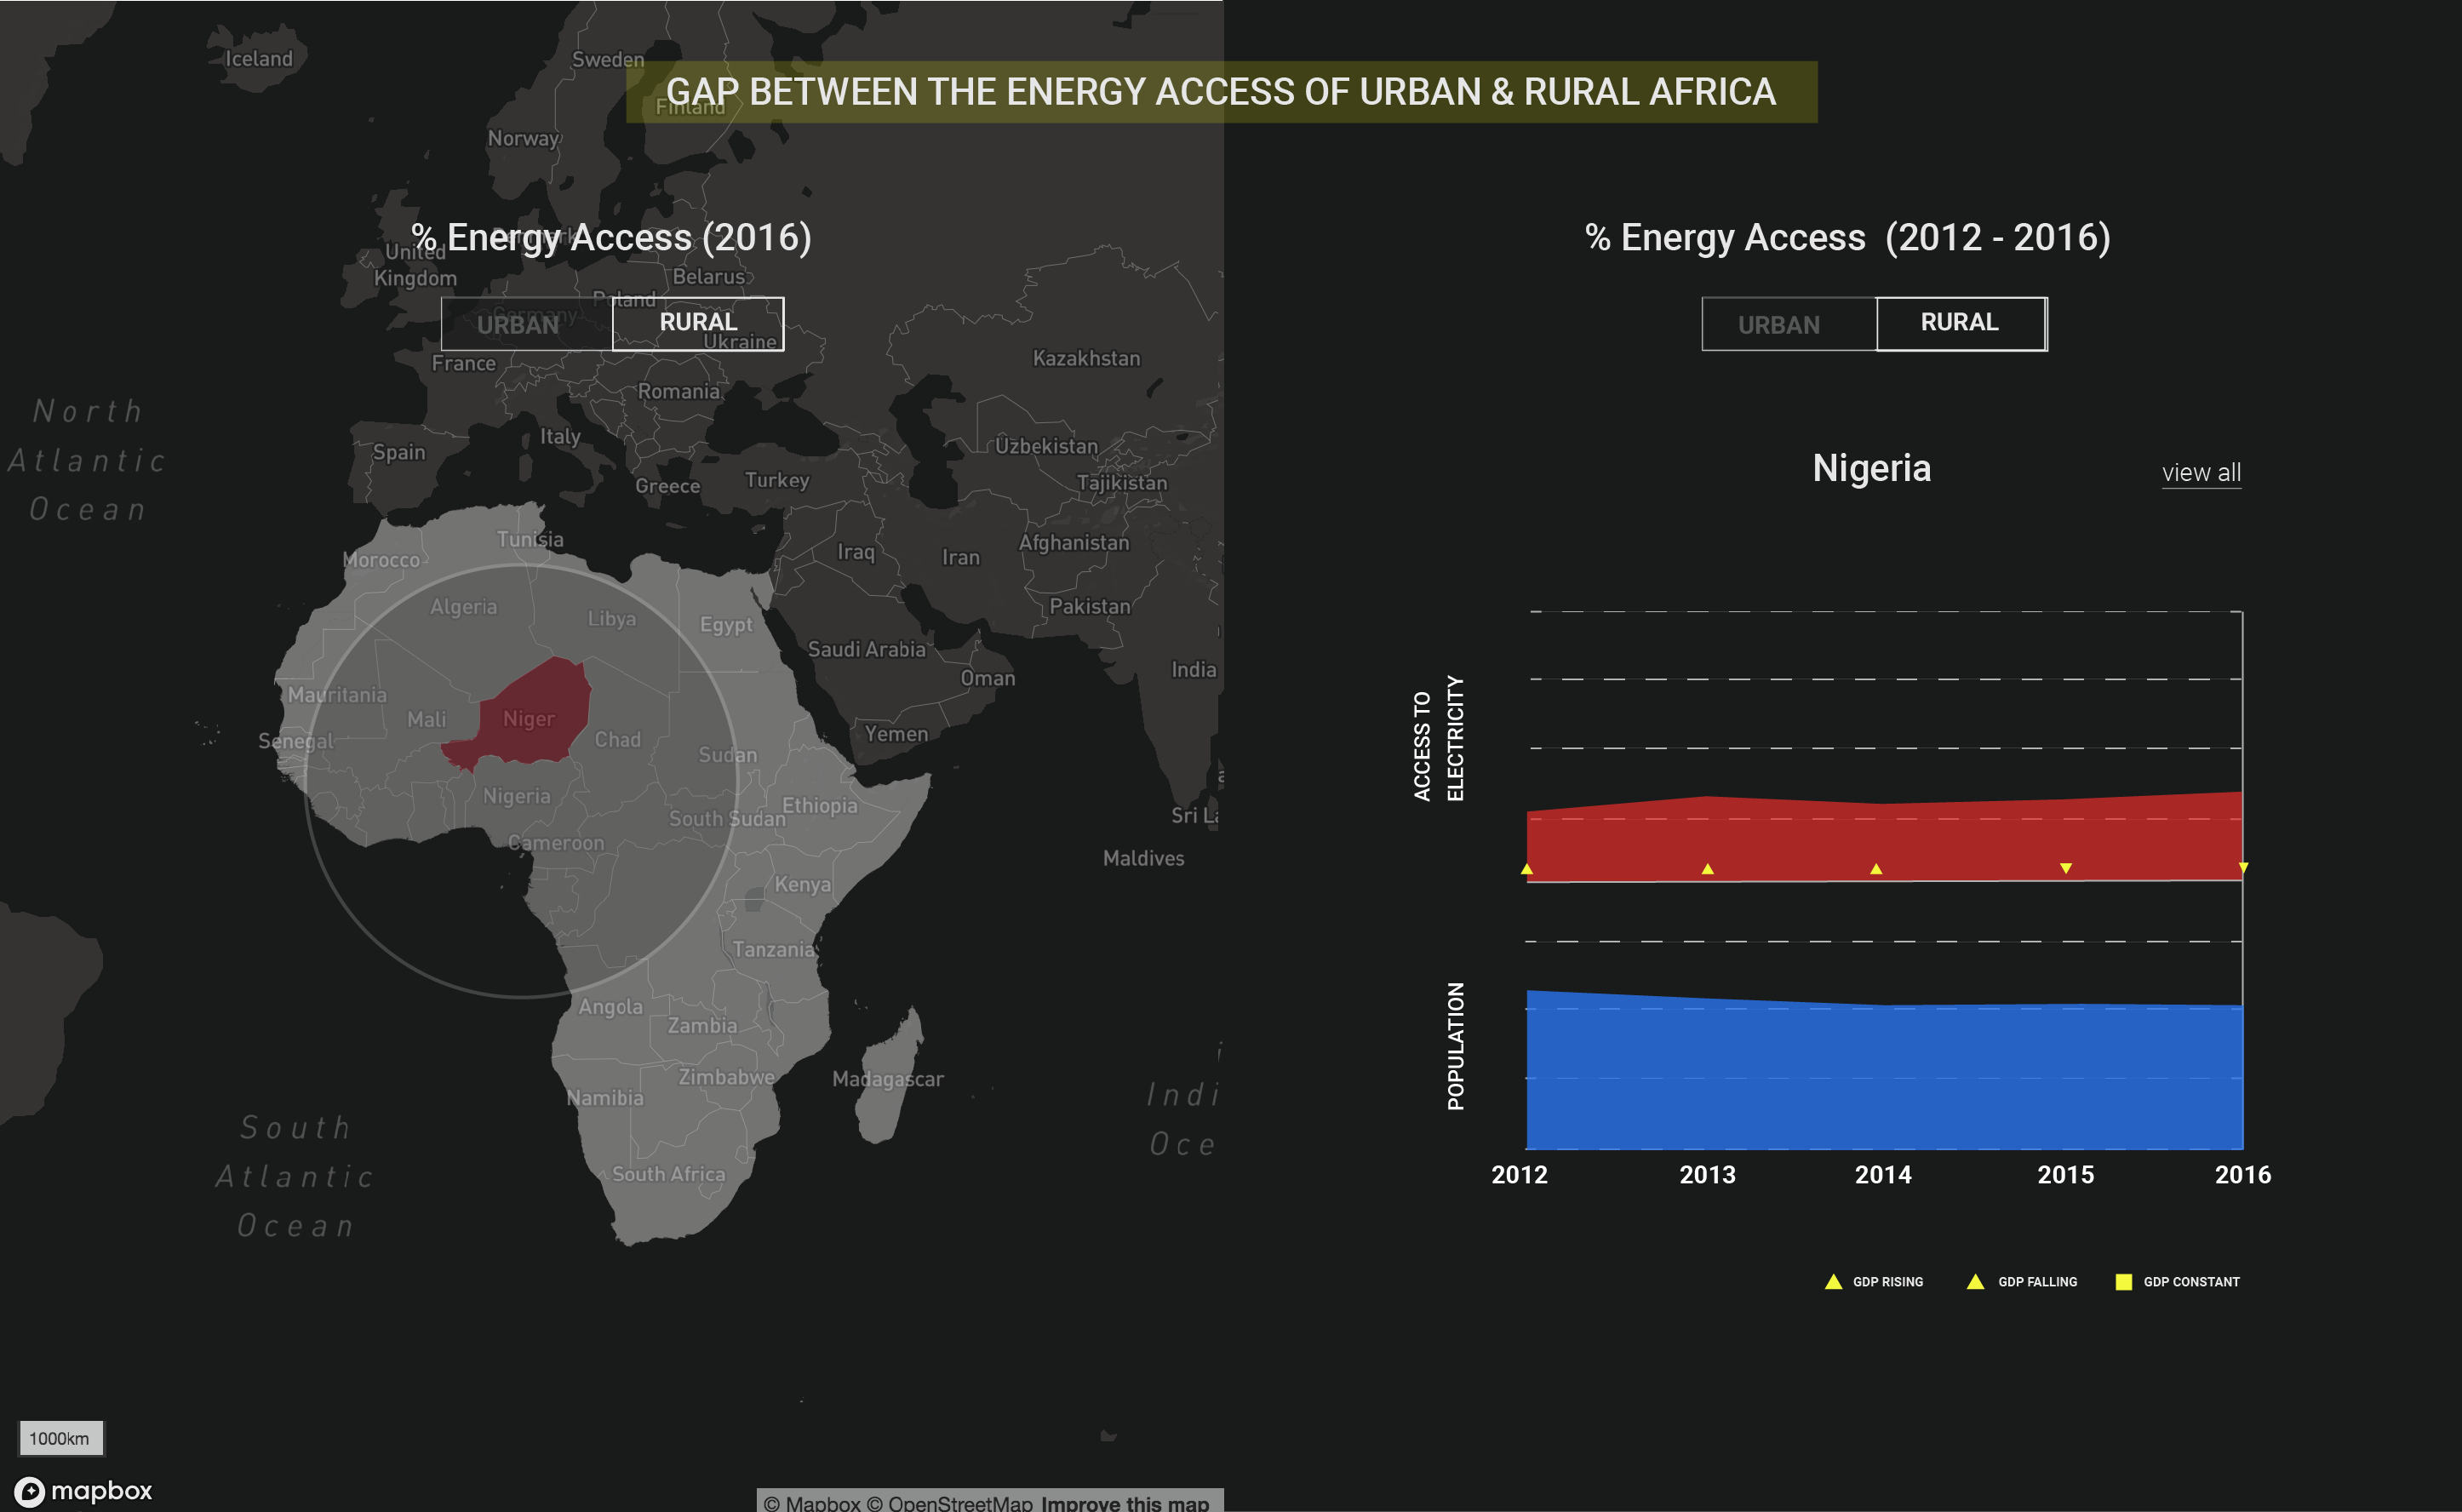 GAP BETWEEN THE ENERGY ACCESS OF URBAN & RURAL AFRICA
% Energy Access (2016)
URBAN
RURAL
Iceland
Sweden
Finland
Norway
Denmark
United
Kingdom
Belarus
Poland
Germany
Ukraine
France
Kazakhstan
Romania
North
Atlantic
Ocean
Italy
Uzbekistan
Spain
Turkey
Greece
Tajikistan
Tunisia
Morocco
Iraq
Iran
Afghanistan
Algeria
Libya
Egypt
Pakistan
Saudi Arabia
India
Oman
Mauritania
Mali
Niger
Chad
Senegal
Sudan
Yemen
Nigeria
Ethiopia
South Sudan
Sri La
Cameroon
Maldives
Kenya
Tanzania
Angola
Zambia
Zimbabwe
Madagascar
Namibia
Indi
Oce
South
Atlantic
Ocean
South Africa
1000km
mapbox
© Mapbox © OpenStreetMap Improve this map
% Energy Access (2012 - 2016)
URBAN
RURAL
Nigeria
view all
ACCESS TO
ELECTRICITY
POPULATION
2012
2013
2014
2015
2016
GDP RISING
GDP FALLING
GDP CONSTANT